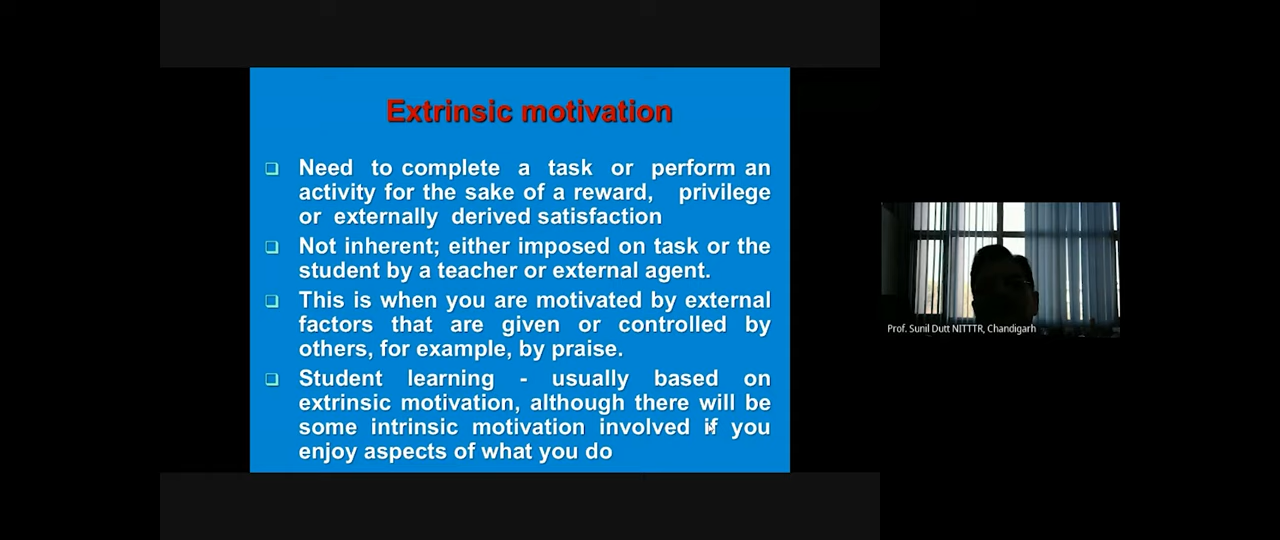 Extrinsic motivation
Need to complete a task or perform an
activity for the sake of a reward, privilege
or externally derived satisfaction
Not inherent; either imposed on task or the
student by a teacher or external agent.
This is when you are motivated by external
factors that are given or controlled by
others, for example, by praise.
Student learning - usually based on
extrinsic motivation, although there will be
some intrinsic motivation involved if you
enjoy aspects of what you do
Prof. Sunil Dutt NITTTR, Chandigarh